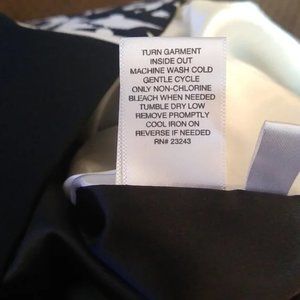 TURN GARMENT
INSIDE OUT
MACHINE WASH COLD
GENTLE CYCLE
ONLY NON-CHLORINE
BLEACH WHEN NEEDED
TUMBLE DRY LOW
REMOVE PROMPTLY
COOL IRON ON
REVERSE IF NEEDED
RN# 23243